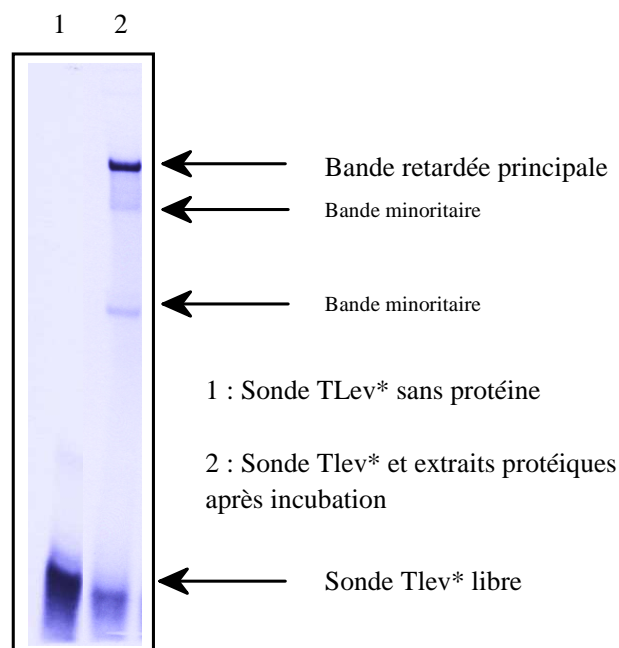 1 2
Bande retardée principale
Bande minoritaire
Bande minoritaire
1 : Sonde TLev* sans protéine
2 : Sonde Tlev* et extraits protéiques
après incubation
Sonde Tlev* libre